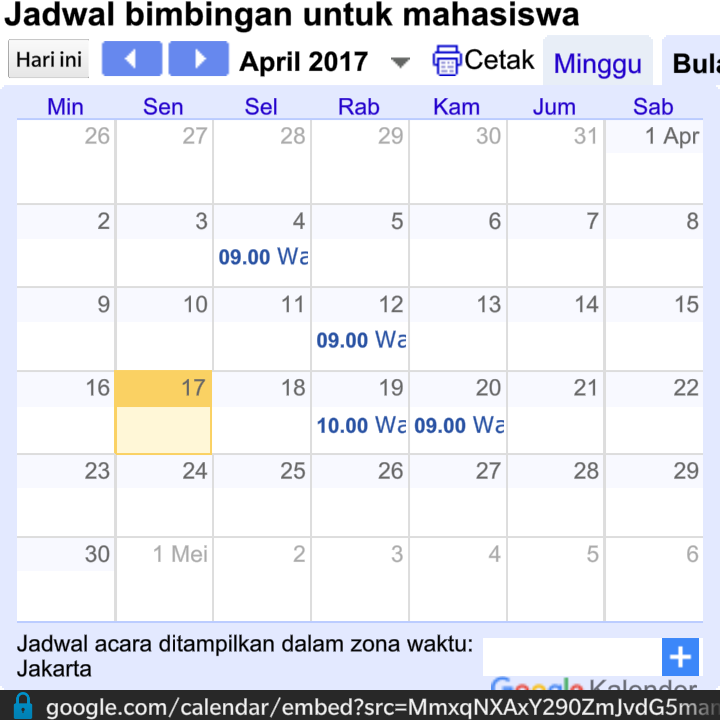 Jadwal bimbingan untuk mahasiswa
Hari ini April 2017 Cetak Minggu
Min Sen Sel Rab Kam Jum Sab
26 27 28 29 30 31 1 Apr
2 3 4 5 6 7 8
09.00 Wa
9 10 11 12 13 14 15
09.00 Wa
16 17 18 19 20 21 22
10.00 Wa 09.00 Wa
23 24 25 26 27 28 29
30 1 Mei 2 3 4 5 6
Jadwal acara ditampilkan dalam zona waktu:
Jakarta
Google Kalender
google.com/calendar/embed?src=MmxqNXAxY290ZmJvdG5mar